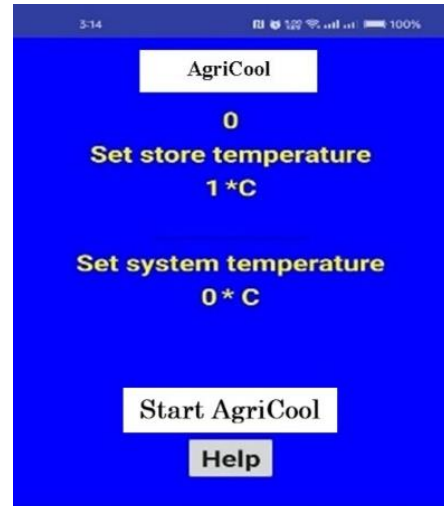 3:14
100%
AgriCool
0
Set store temperature
1 *C
Set system temperature
0 * C
Start AgriCool
Help